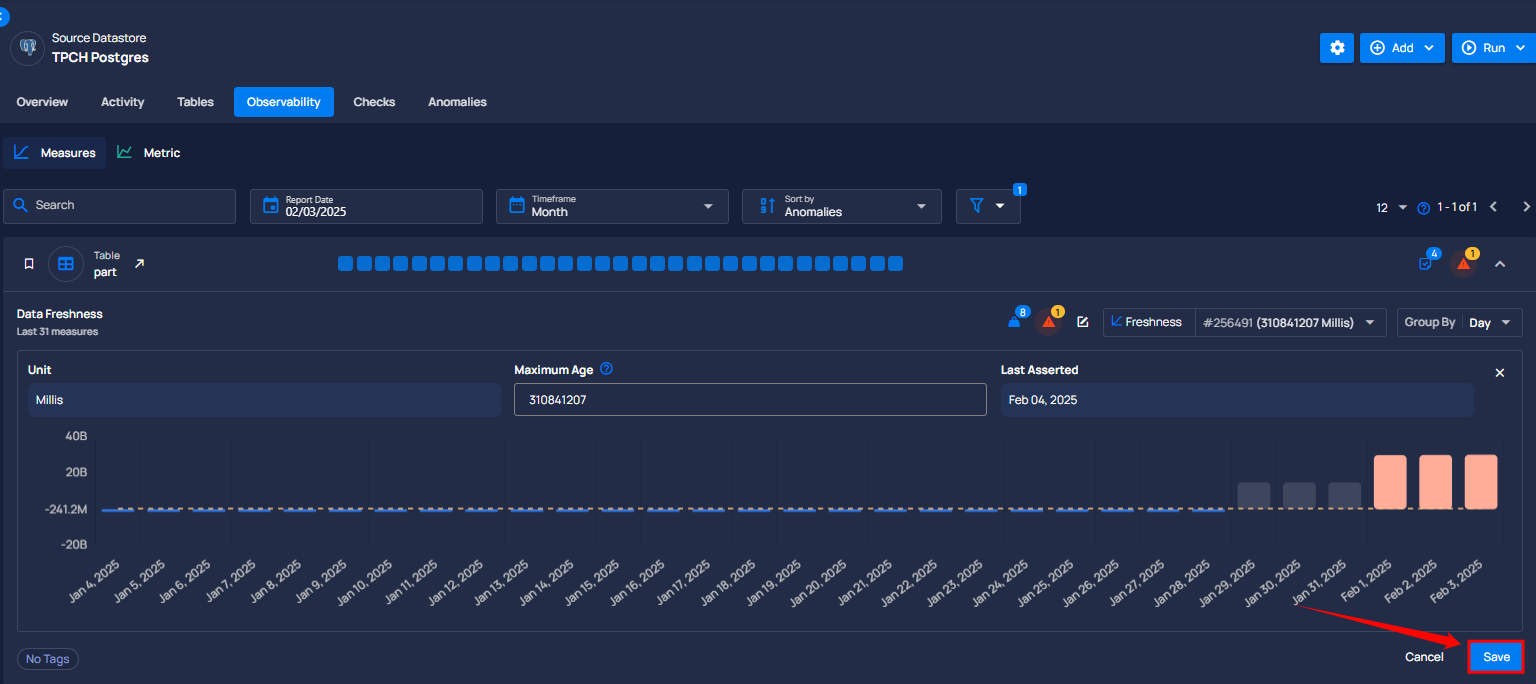 Source Datastore
TPCH Postgres
Add
Run
Overview
Activity
Tables
Observability
Checks
Anomalies
Measures
Metric
Search
Report Date
02/03/2025
Timeframe
Month
Sort by
Anomalies
1
12
1 - 1 of 1
Table
part
4
1
Data Freshness
Last 31 measures
8
1
Freshness
#256491 (310841207 Millis)
Group By
Day
Unit
Millis
Maximum Age
310841207
Last Asserted
Feb 04, 2025
40B
20B
-241.2M
-20B
Jan 4, 2025
Jan 5, 2025
Jan 6, 2025
Jan 7, 2025
Jan 8, 2025
Jan 9, 2025
Jan 10, 2025
Jan 11, 2025
Jan 12, 2025
Jan 13, 2025
Jan 14, 2025
Jan 15, 2025
Jan 16, 2025
Jan 17, 2025
Jan 18, 2025
Jan 19, 2025
Jan 20, 2025
Jan 21, 2025
Jan 22, 2025
Jan 23, 2025
Jan 24, 2025
Jan 25, 2025
Jan 26, 2025
Jan 27, 2025
Jan 28, 2025
Jan 29, 2025
Jan 30, 2025
Jan 31, 2025
Feb 1, 2025
Feb 2, 2025
Feb 3, 2025
No Tags
Cancel
Save